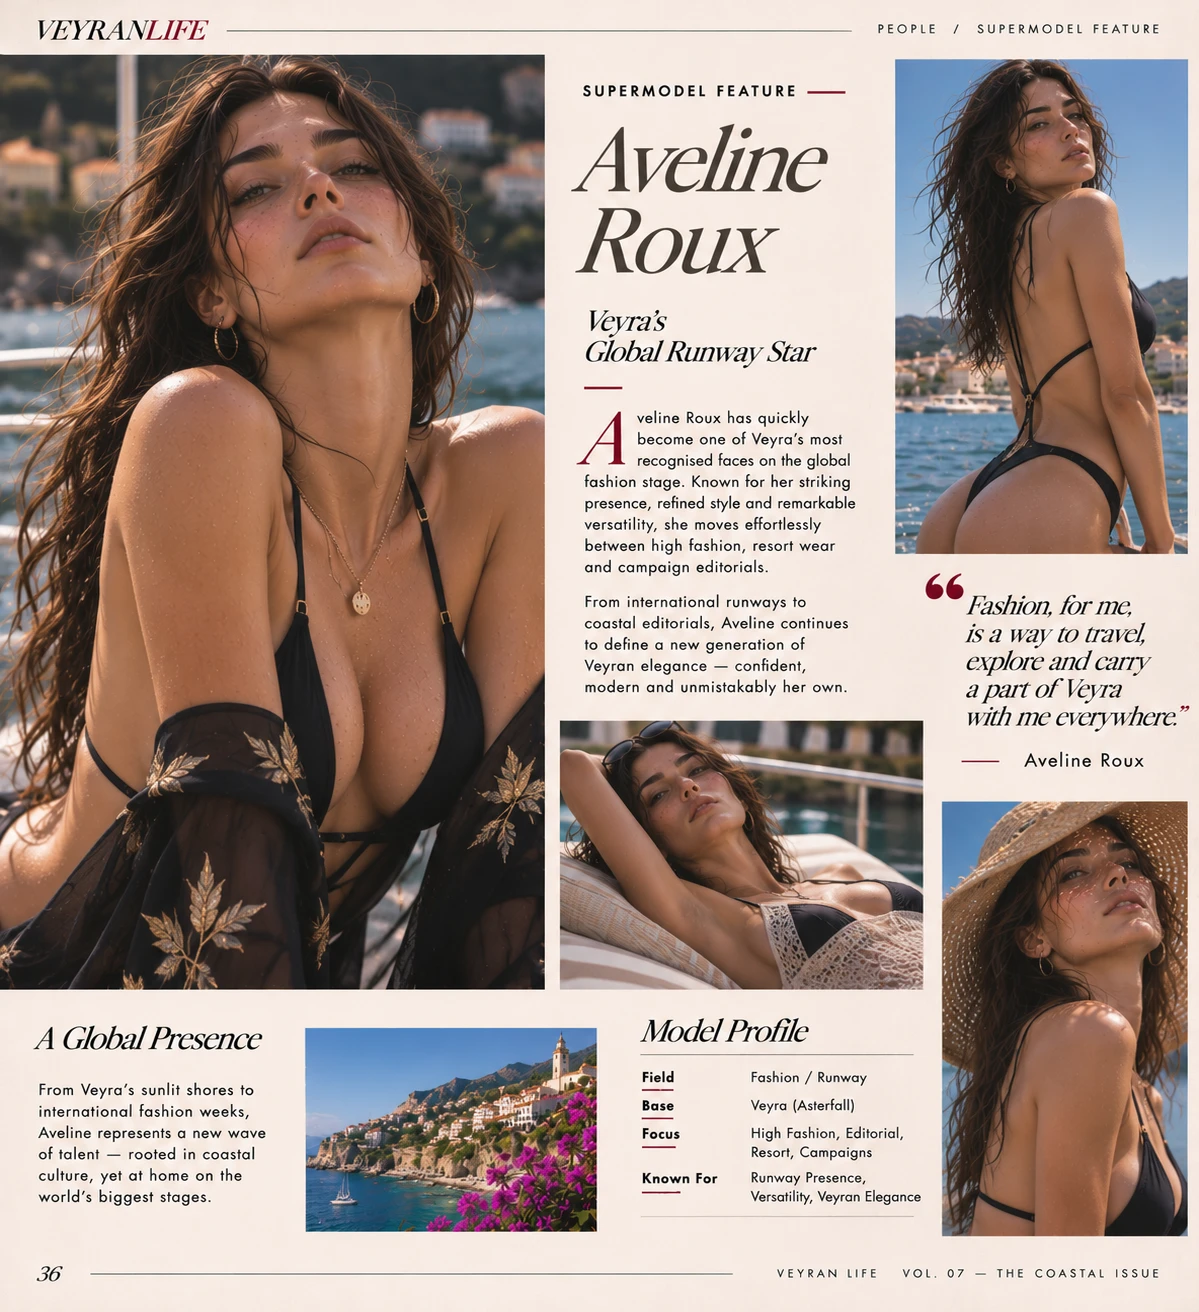 VEYRANLIFE
PEOPLE / SUPERMODEL FEATURE
SUPERMODEL FEATURE
Aveline
Roux
Veyra's
Global Runway Star
Aveline Roux has quickly
become one of Veyra's most
recognised faces on the global
fashion stage. Known for her striking
presence, refined style and remarkable
versatility, she moves effortlessly
between high fashion, resort wear
and campaign editorials.
From international runways to
coastal editorials, Aveline continues
to define a new generation of
Veyran elegance — confident,
modern and unmistakably her own.
“Fashion, for me,
is a way to travel,
explore and carry
a part of Veyra
with me everywhere.”
Aveline Roux
A Global Presence
From Veyra's sunlit shores to
international fashion weeks,
Aveline represents a new wave
of talent — rooted in coastal
culture, yet at home on the
world's biggest stages.
Model Profile
Field Fashion / Runway
Base Veyra (Asterfall)
Focus High Fashion, Editorial,
Resort, Campaigns
Known For Runway Presence,
Versatility, Veyran Elegance
36
VEYRAN LIFE VOL. 07 — THE COASTAL ISSUE